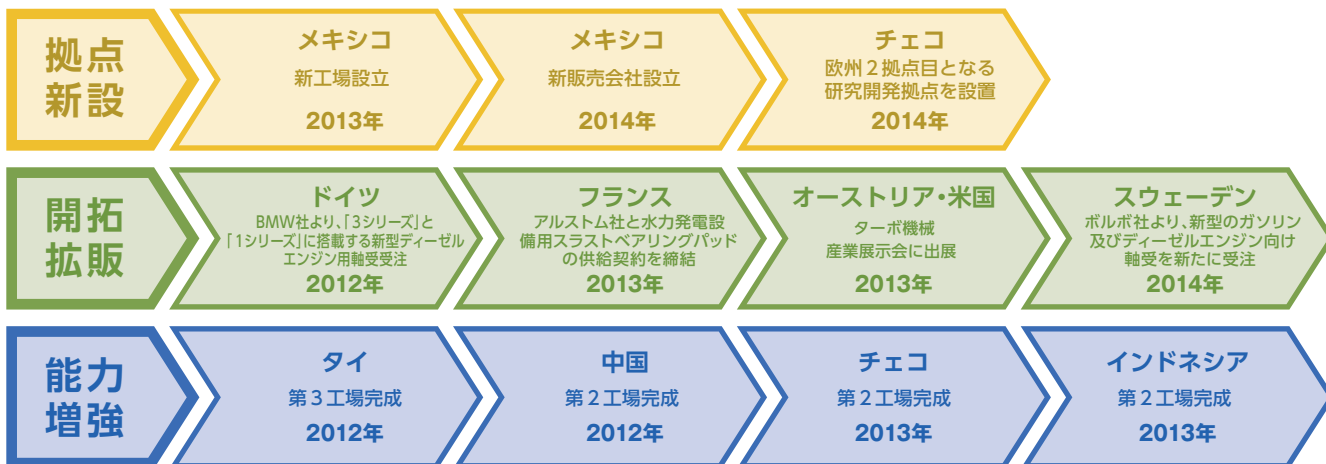 拠点
新設
メキシコ
新工場設立
2013年
メキシコ
新販売会社設立
2014年
チェコ
欧州2拠点目となる
研究開発拠点を設置
2014年
開拓
拡販
ドイツ
BMW社より、「3シリーズ」と
「1シリーズ」に搭載する新型ディーゼル
エンジン用軸受受注
2012年
フランス
アルストム社と水力発電設
備用スラストベアリングパッド
の供給契約を締結
2013年
オーストリア・米国
ターボ機械
産業展示会に出展
2013年
スウェーデン
ボルボ社より、新型のガソリン
及びディーゼルエンジン向け
軸受を新たに受注
2014年
能力
増強
タイ
第3工場完成
2012年
中国
第2工場完成
2012年
チェコ
第2工場完成
2013年
インドネシア
第2工場完成
2013年